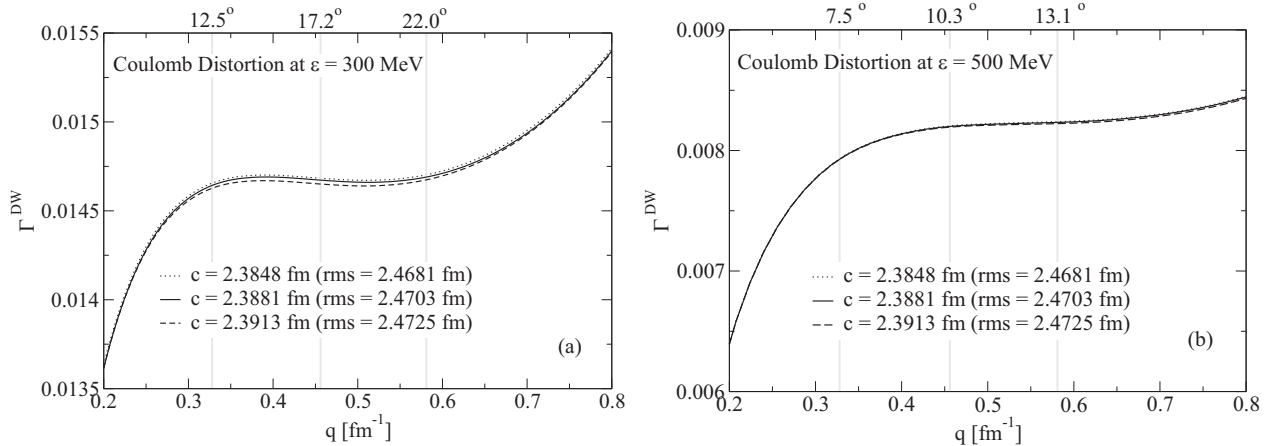 12.5° 17.2° 22.0°
0.0155
Coulomb Distortion at ε = 300 MeV
0.015
0.0145
0.014
0.0135
Γ^DW
c = 2.3848 fm (rms = 2.4681 fm)
c = 2.3881 fm (rms = 2.4703 fm)
c = 2.3913 fm (rms = 2.4725 fm)
(a)
0.2 0.3 0.4 0.5 0.6 0.7 0.8
q [fm⁻¹]
7.5° 10.3° 13.1°
0.009
Coulomb Distortion at ε = 500 MeV
0.008
0.007
0.006
Γ^DW
c = 2.3848 fm (rms = 2.4681 fm)
c = 2.3881 fm (rms = 2.4703 fm)
c = 2.3913 fm (rms = 2.4725 fm)
(b)
0.2 0.3 0.4 0.5 0.6 0.7 0.8
q [fm⁻¹]